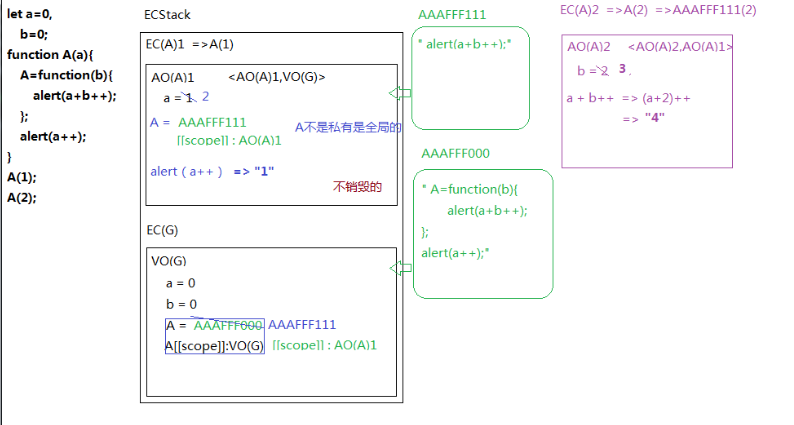 let a=0,
b=0;
function A(a){
A=function(b){
alert(a+b++);
};
alert(a++);
}
A(1);
A(2);
ECStack
EC(A)1 =>A(1)
AO(A)1 <AO(A)1,VO(G)>
a = 1 2
A = AAAFFF111 A不是私有是全局的
[[scope]] : AO(A)1
alert ( a++ ) => "1"
不销毁的
EC(G)
VO(G)
a = 0
b = 0
A = AAAFFF000 AAAFFF111
A[[scope]]:VO(G) [[scope]] : AO(A)1
AAAFFF111
" alert(a+b++);"
AAAFFF000
" A=function(b){
alert(a+b++);
};
alert(a++);"
EC(A)2 =>A(2) =>AAAFFF111(2)
AO(A)2 <AO(A)2,AO(A)1>
b = 2 3 .
a + b++ => (a+2)++
=> "4"